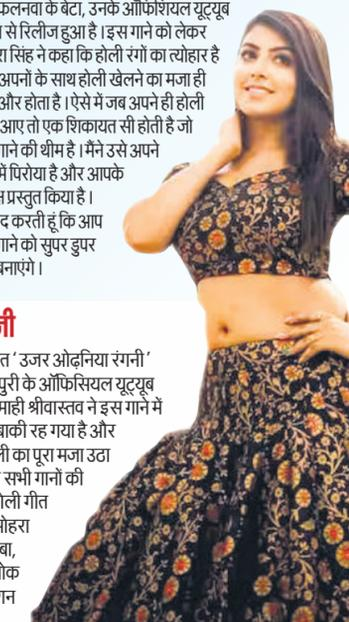 फलनवा के बेटा, उनके ऑफिशियल यूट्यूब
से रिलीज हुआ है। इस गाने को लेकर
सिंह ने कहा कि होली रंगों का त्योहार है
अपनों के साथ होली खेलने का मजा ही
और होता है। ऐसे में जब अपने ही होली
आए तो एक शिकायत सी होती है जो
गाने की थीम है। मैंने उसे अपने
में पिरोया है और आपके
प्रस्तुत किया है।
द करती हूं कि आप
गाने को सुपर डुपर
बनाएंगे।
जी
त ‘ उजर ओढ़निया रंगनी ’
पुरी के ऑफिसियल यूट्यूब
माही श्रीवास्तव ने इस गाने में
बाकी रह गया है और
ली का पूरा मजा उठा
सभी गानों की
होली गीत
मोहरा
बा,
ोक
शन